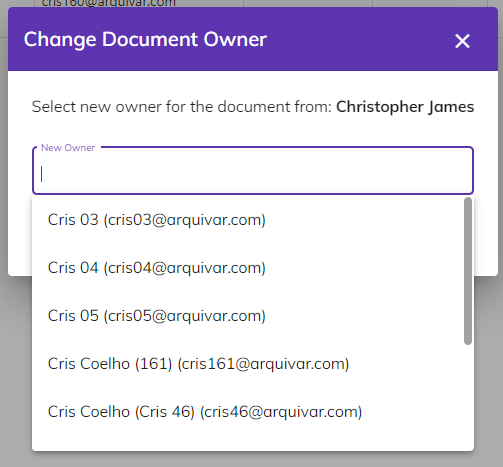 cris160@arquivar.com
Change Document Owner
Select new owner for the document from: Christopher James
New Owner
Cris 03 (cris03@arquivar.com)
Cris 04 (cris04@arquivar.com)
Cris 05 (cris05@arquivar.com)
Cris Coelho (161) (cris161@arquivar.com)
Cris Coelho (Cris 46) (cris46@arquivar.com)